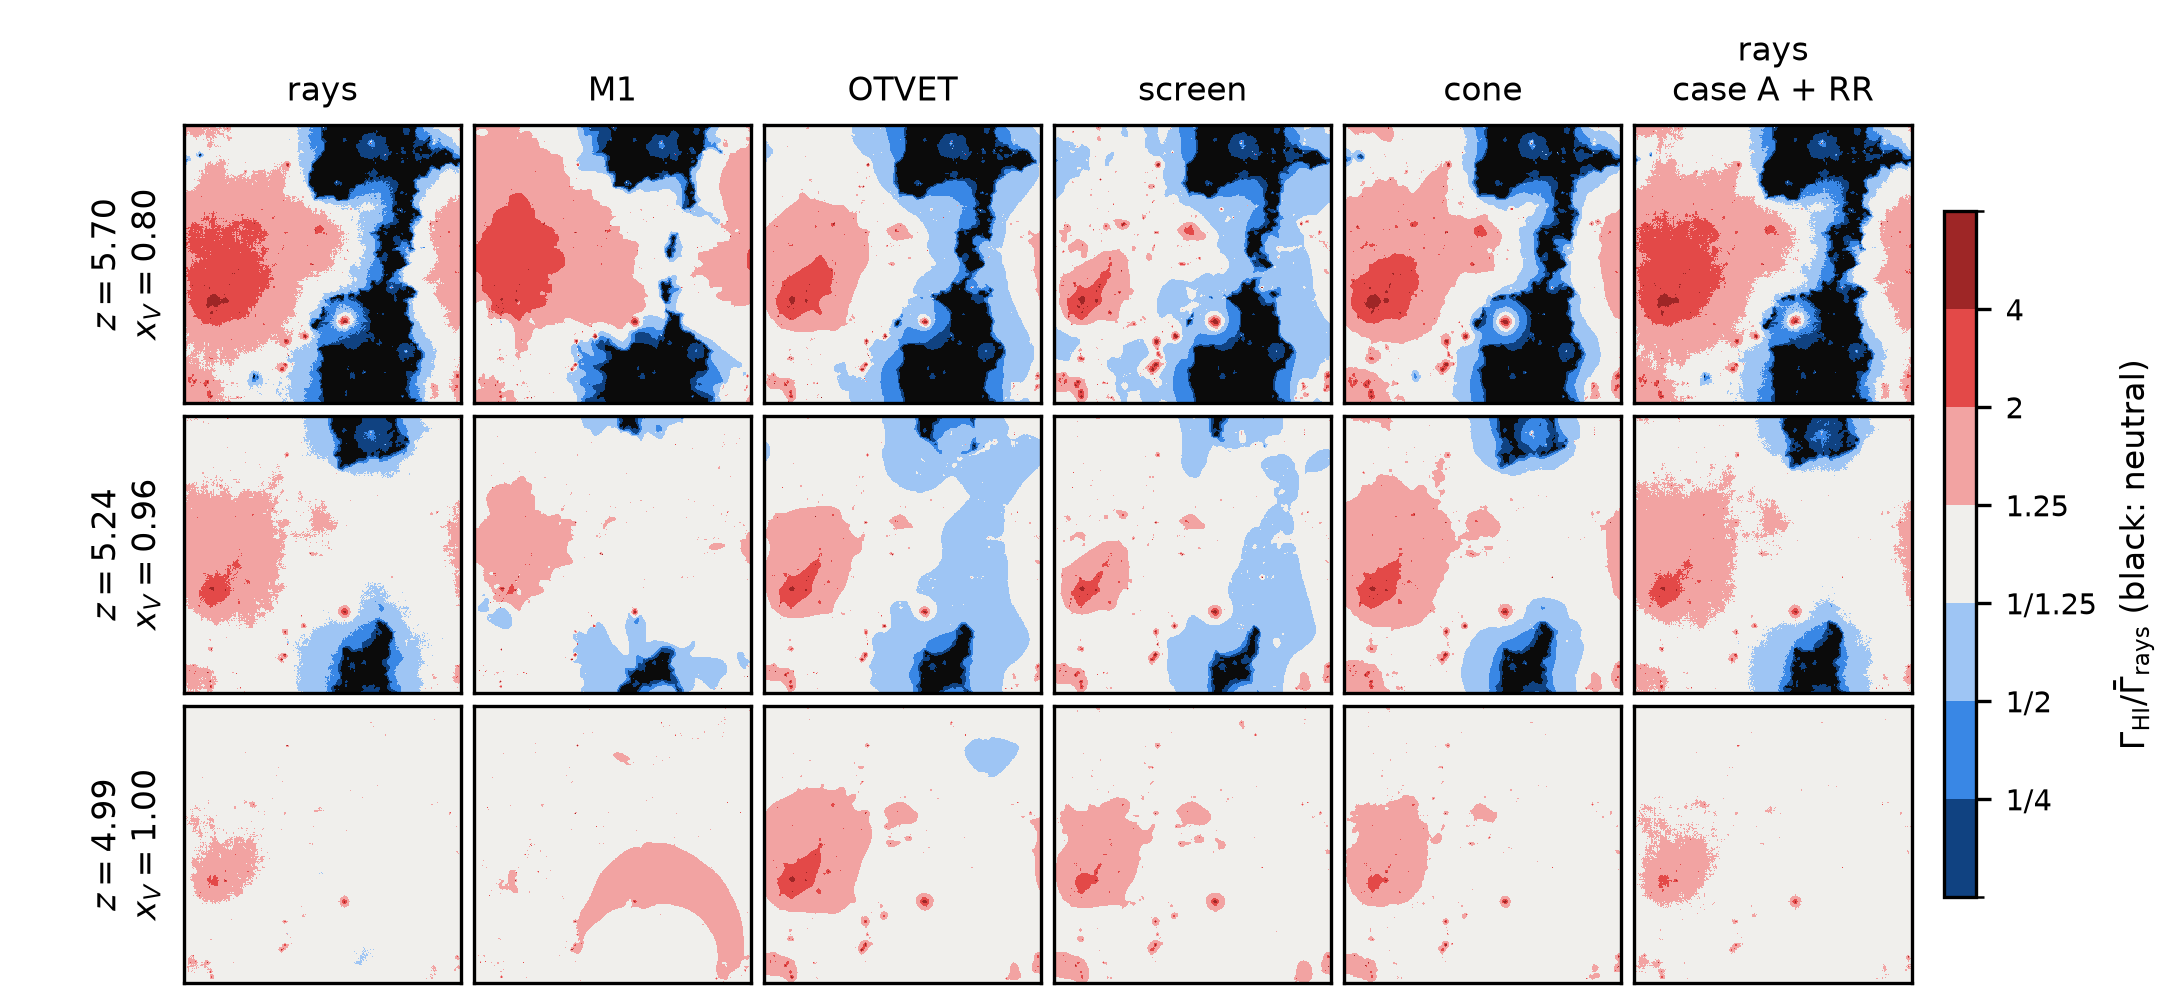 rays
rays M1 OTVET screen cone case A + RR
z = 5.70
x_V = 0.80
z = 5.24
x_V = 0.96
z = 4.99
x_V = 1.00
4
2
1.25
1/1.25
1/2
1/4
Γ_HI/Γ̄_rays (black: neutral)